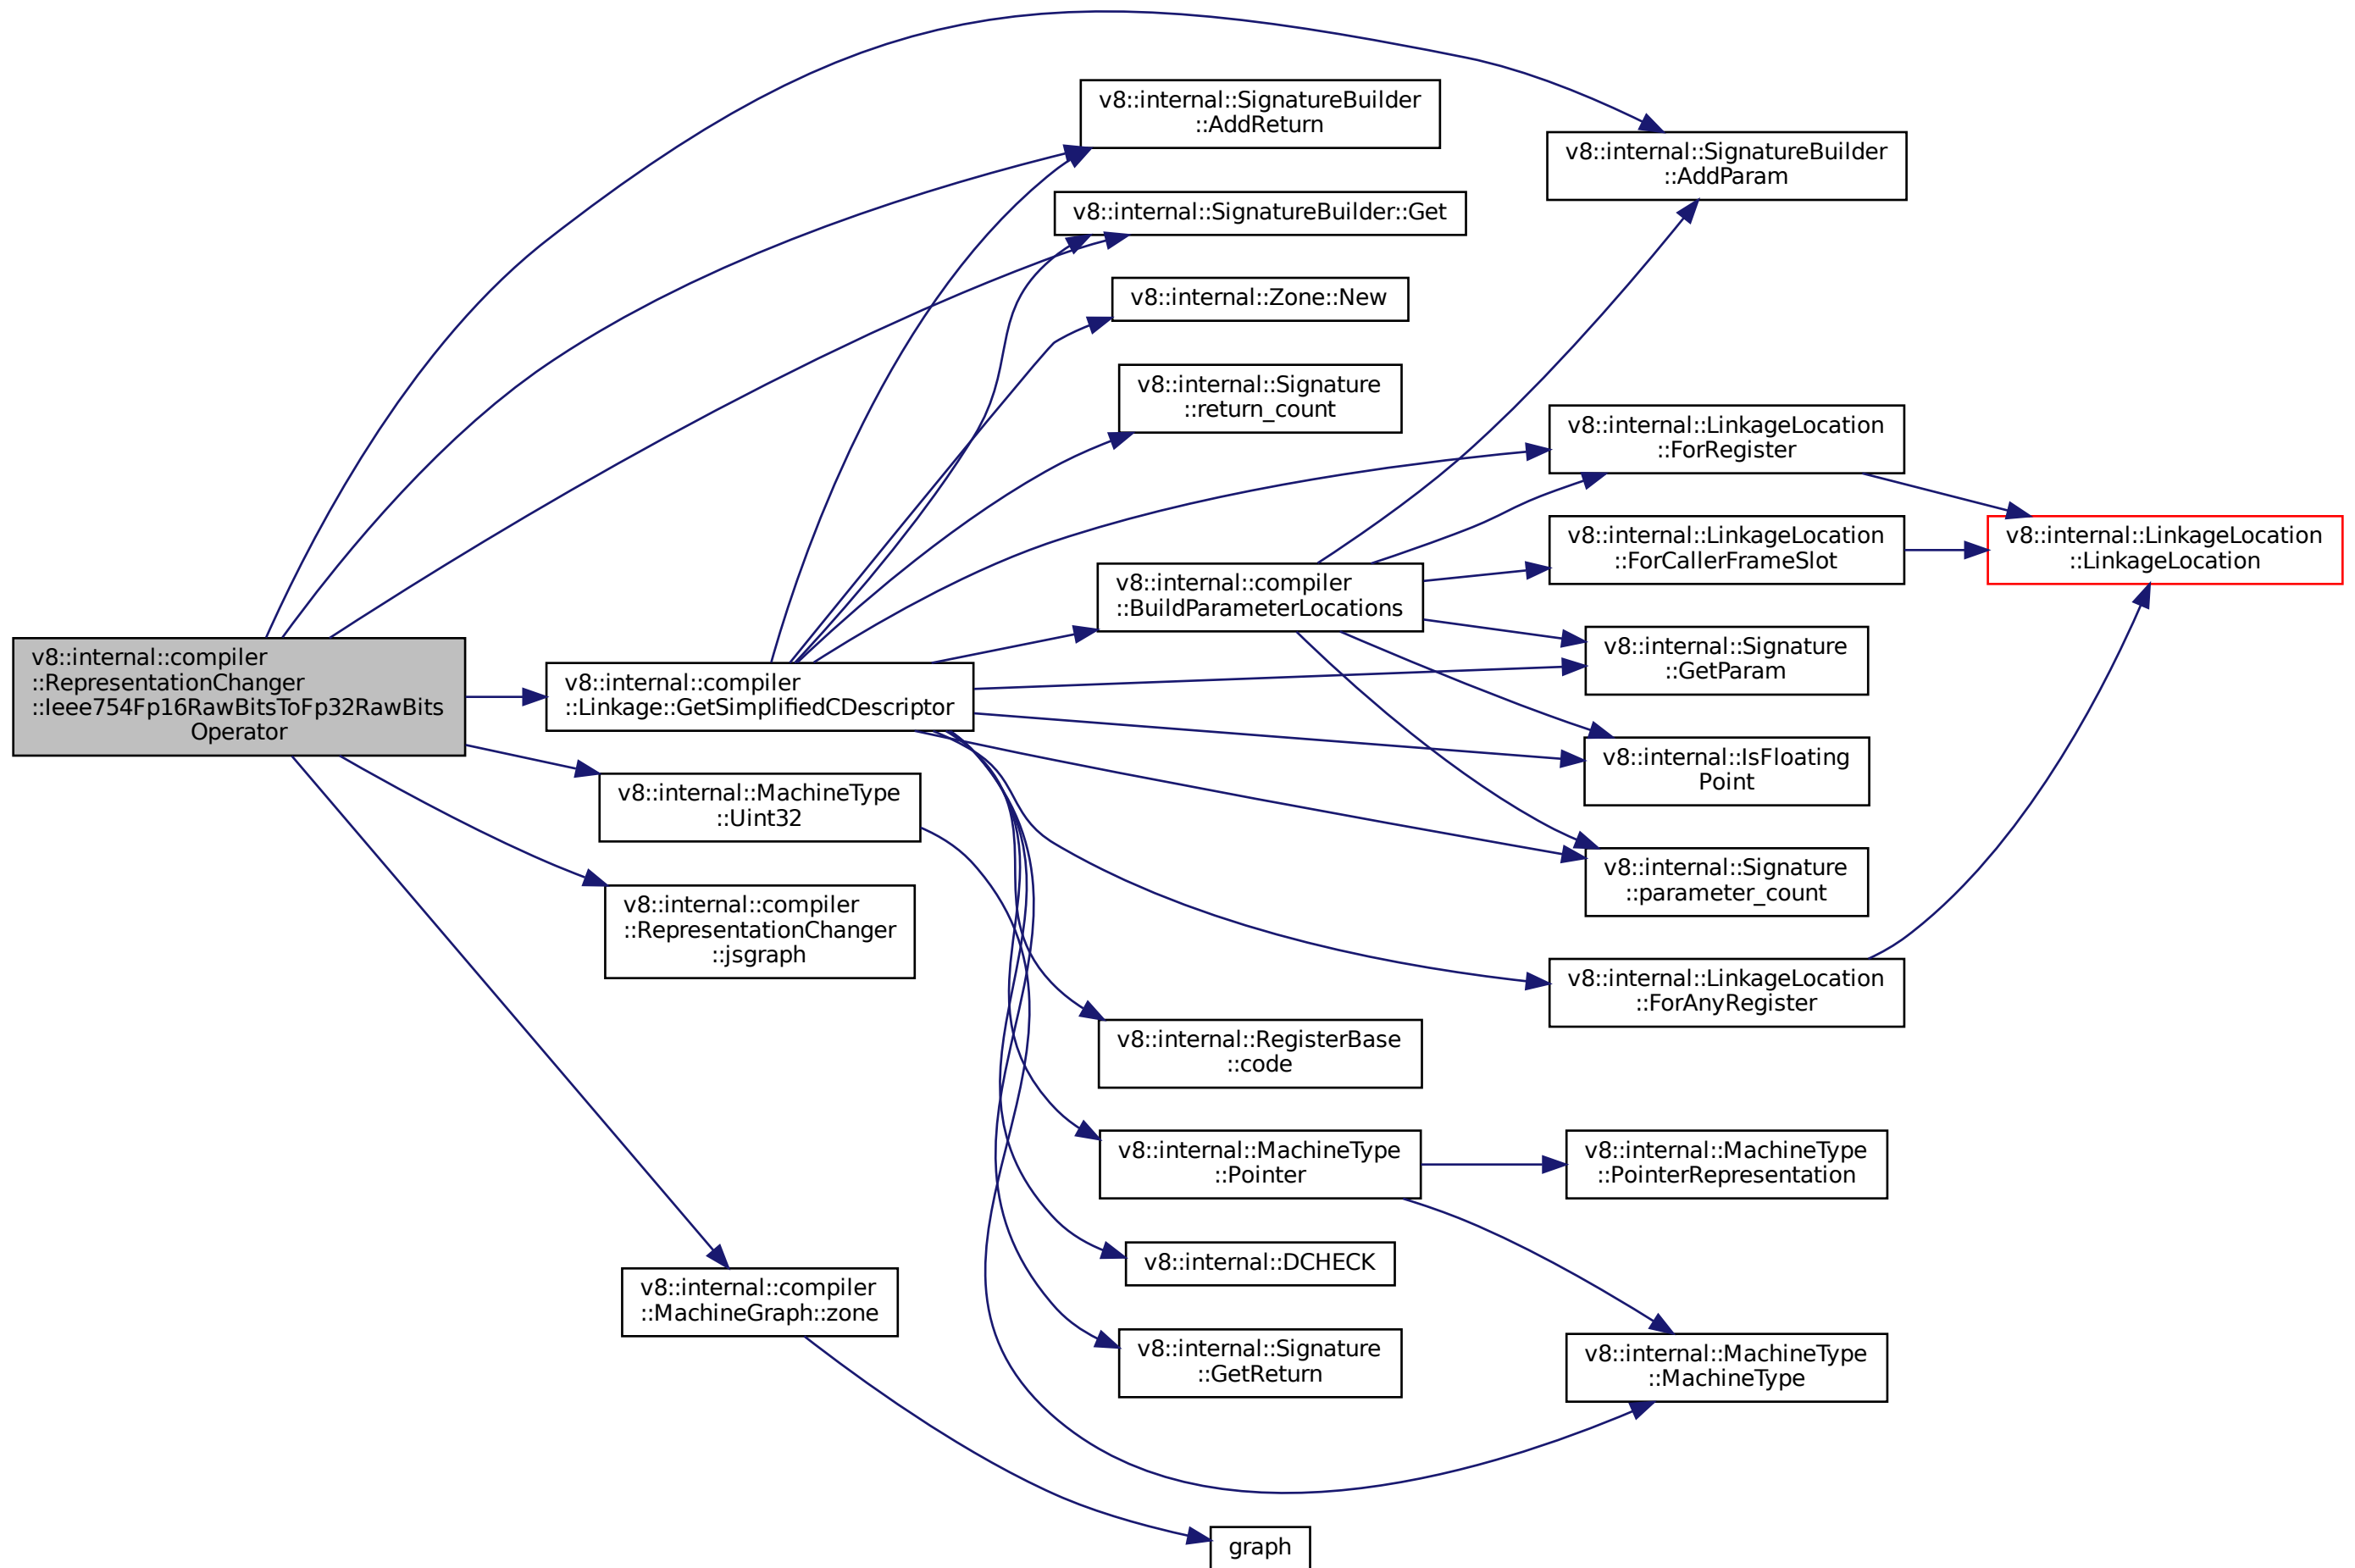 v8::internal::SignatureBuilder
::AddReturn
v8::internal::SignatureBuilder
::AddParam
v8::internal::SignatureBuilder::Get
v8::internal::Zone::New
v8::internal::Signature
::return_count
v8::internal::LinkageLocation
::ForRegister
v8::internal::LinkageLocation
::ForCallerFrameSlot
v8::internal::LinkageLocation
::LinkageLocation
v8::internal::compiler
::BuildParameterLocations
v8::internal::Signature
::GetParam
v8::internal::compiler
::RepresentationChanger
::Ieee754Fp16RawBitsToFp32RawBits
Operator
v8::internal::compiler
::Linkage::GetSimplifiedCDescriptor
v8::internal::IsFloating
Point
v8::internal::MachineType
::Uint32
v8::internal::Signature
::parameter_count
v8::internal::compiler
::RepresentationChanger
::jsgraph
v8::internal::LinkageLocation
::ForAnyRegister
v8::internal::RegisterBase
::code
v8::internal::MachineType
::Pointer
v8::internal::MachineType
::PointerRepresentation
v8::internal::DCHECK
v8::internal::compiler
::MachineGraph::zone
v8::internal::Signature
::GetReturn
v8::internal::MachineType
::MachineType
graph